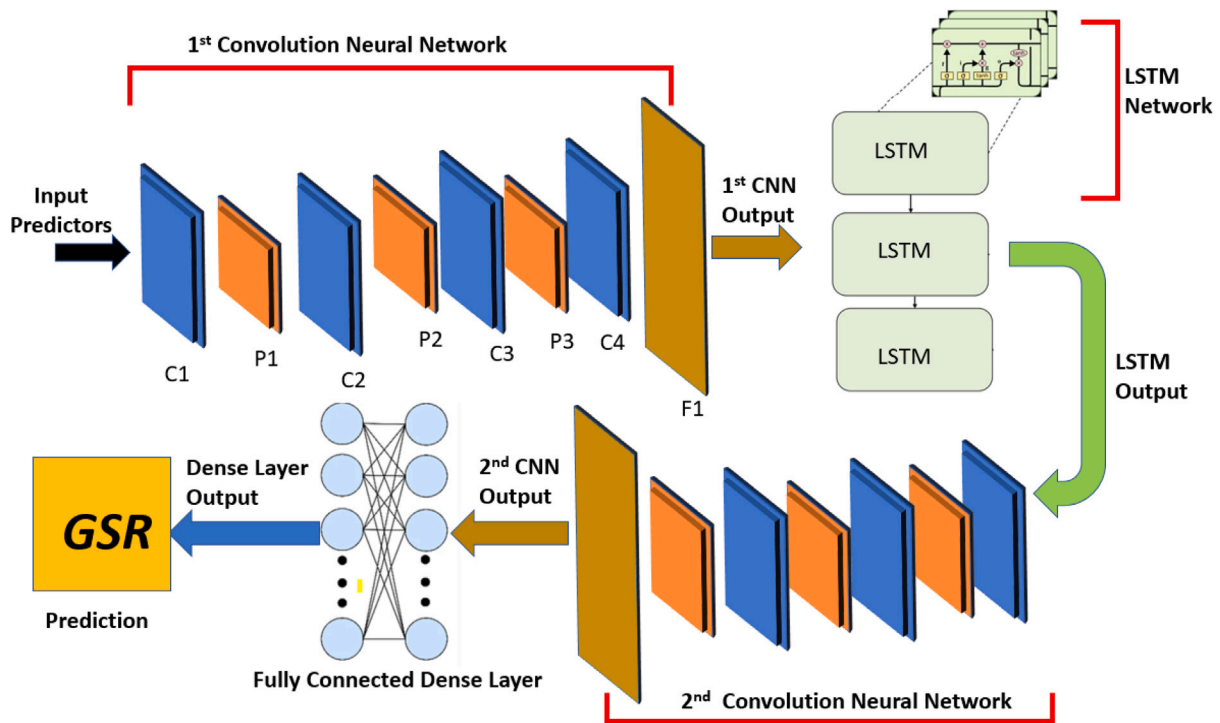 1st Convolution Neural Network
LSTM
Network
Input
Predictors
1st CNN
Output
LSTM
LSTM
LSTM
C1
P1
C2
P2
C3
P3
C4
F1
LSTM
Output
GSR
Prediction
Dense Layer
Output
2nd CNN
Output
Fully Connected Dense Layer
2nd Convolution Neural Network